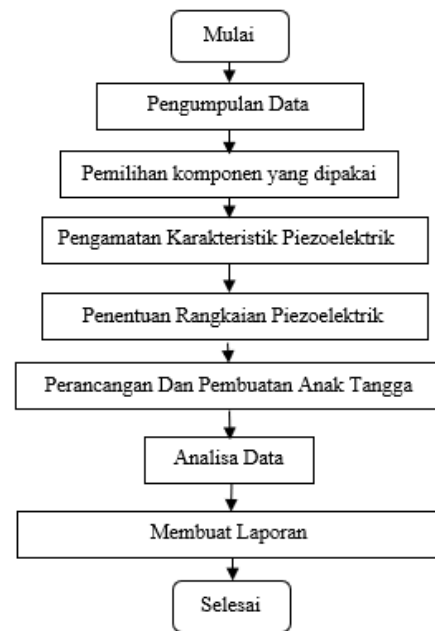 Mulai
Pengumpulan Data
Pemilihan komponen yang dipakai
Pengamatan Karakteristik Piezoelektrik
Penentuan Rangkaian Piezoelektrik
Perancangan Dan Pembuatan Anak Tangga
Analisa Data
Membuat Laporan
Selesai